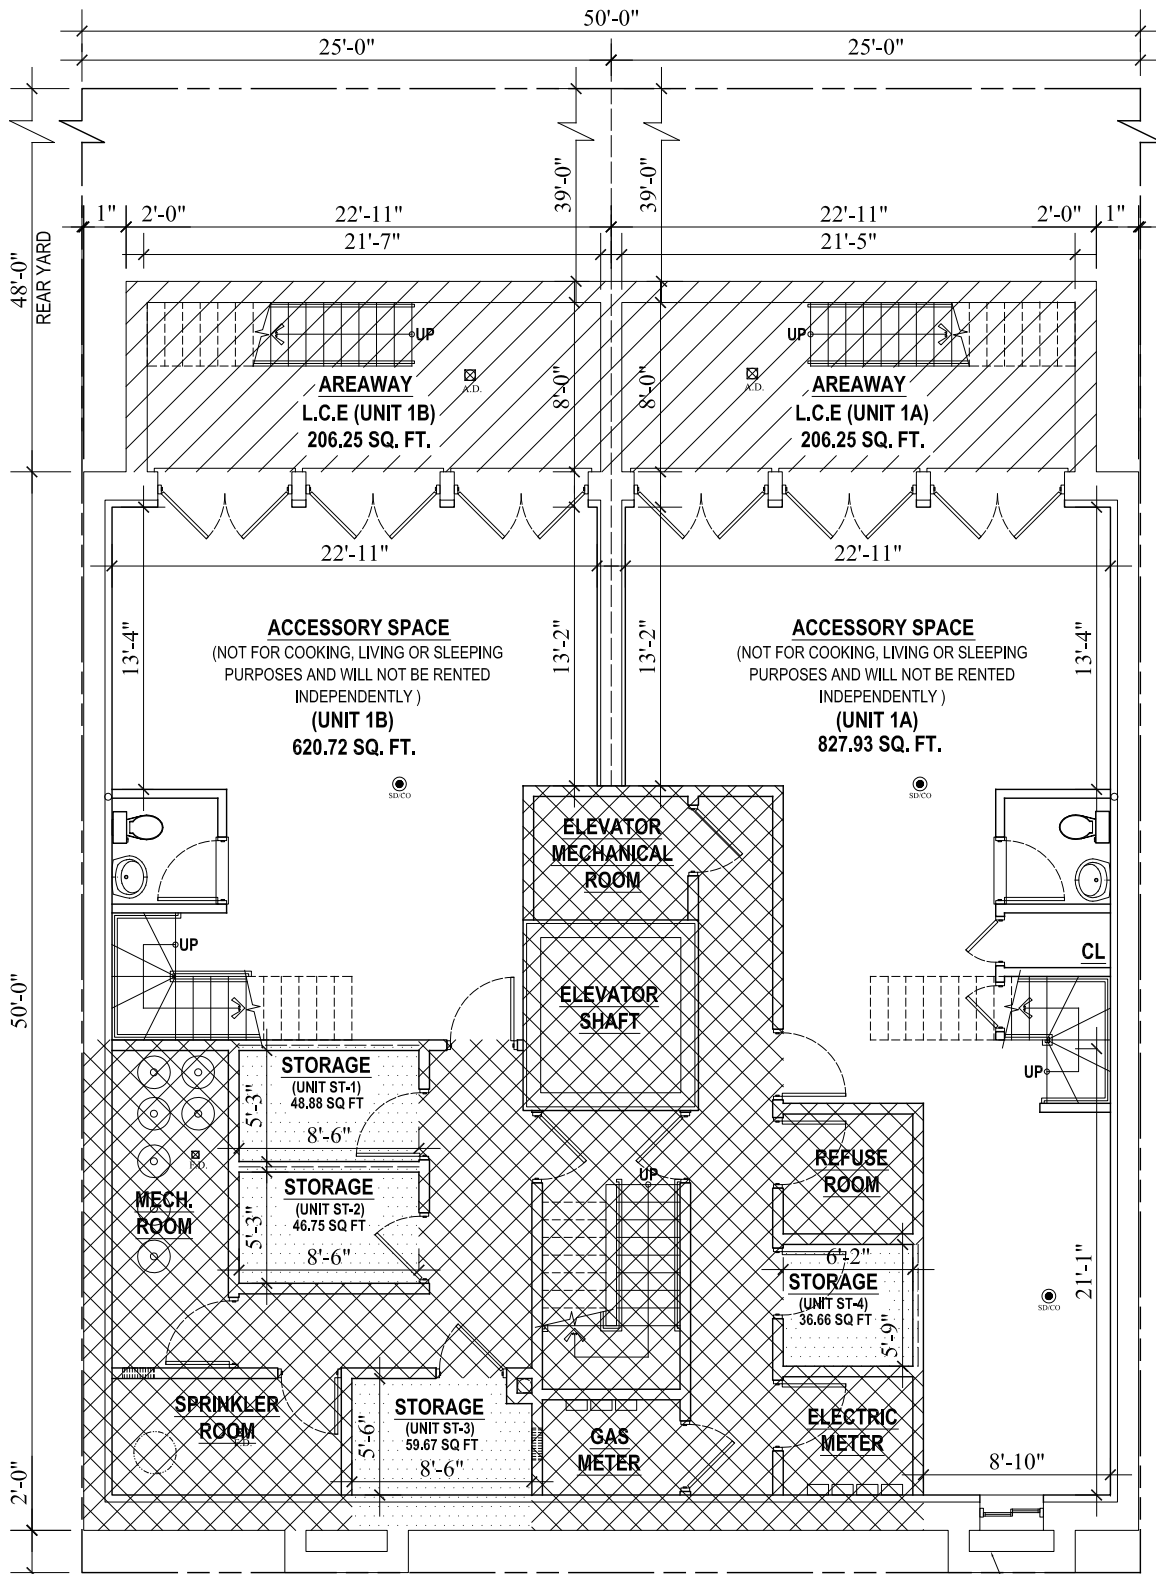 50'-0"
25'-0" 25'-0"
39'-0" 39'-0"
1" 2'-0" 22'-11" 22'-11" 2'-0" 1"
21'-7" 21'-5"
48'-0"
REAR YARD
UP UP
A.D. A.D.
AREAWAY
L.C.E (UNIT 1B)
206.25 SQ. FT.
8'-0" 8'-0"
AREAWAY
L.C.E (UNIT 1A)
206.25 SQ. FT.
22'-11" 22'-11"
13'-4"
ACCESSORY SPACE
(NOT FOR COOKING, LIVING OR SLEEPING
PURPOSES AND WILL NOT BE RENTED
INDEPENDENTLY )
(UNIT 1B)
620.72 SQ. FT.
13'-2" 13'-2"
ACCESSORY SPACE
(NOT FOR COOKING, LIVING OR SLEEPING
PURPOSES AND WILL NOT BE RENTED
INDEPENDENTLY )
(UNIT 1A)
827.93 SQ. FT.
13'-4"
SD/CO SD/CO
ELEVATOR
MECHANICAL
ROOM
UP
CL
50'-0"
ELEVATOR
SHAFT
UP
STORAGE
(UNIT ST-1)
48.88 SQ FT
5'-3"
8'-6"
F.D.
MECH.
ROOM
STORAGE
(UNIT ST-2)
46.75 SQ FT
5'-3"
8'-6"
UP
REFUSE
ROOM
6'-2"
STORAGE
(UNIT ST-4)
36.66 SQ FT
5'-9"
21'-1"
SD/CO
SPRINKLER
ROOM
F.D.
STORAGE
(UNIT ST-3)
59.67 SQ FT
5'-6"
8'-6"
GAS
METER
ELECTRIC
METER
8'-10"
2'-0"